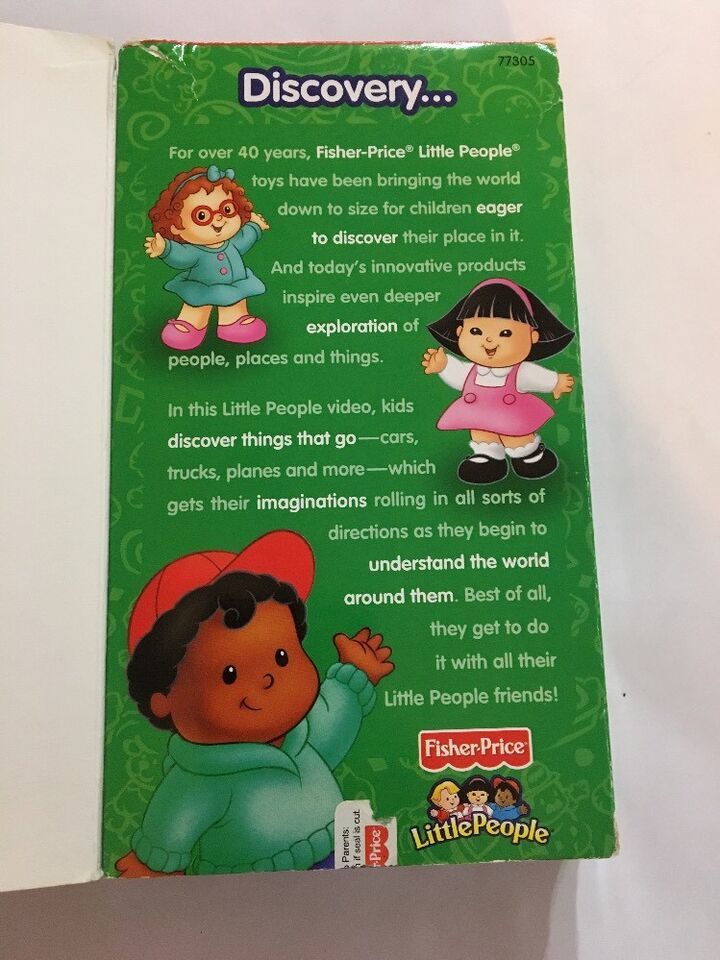 77305
Discovery...
For over 40 years, Fisher-Price® Little People®
toys have been bringing the world
down to size for children eager
to discover their place in it.
And today's innovative products
inspire even deeper
exploration of
people, places and things.
In this Little People video, kids
discover things that go—cars,
trucks, planes and more—which
gets their imaginations rolling in all sorts of
directions as they begin to
understand the world
around them. Best of all,
they get to do
it with all their
Little People friends!
Fisher-Price
Little People
Parents:
if seal is cut.
Price